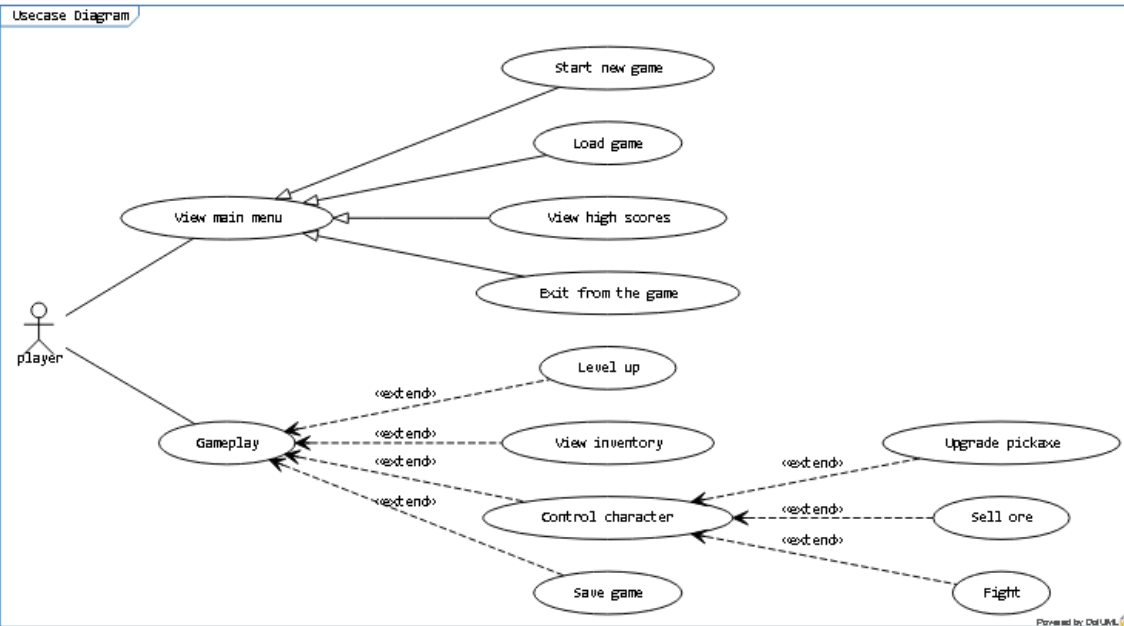 Usecase Diagram
Start new game
Load game
View main menu
View high scores
Exit from the game
player
Level up
«extend»
Gameplay
«extend»
View inventory
Upgrade pickaxe
«extend»
«extend»
Control character
«extend»
Sell ore
«extend»
«extend»
Save game
Fight
Powered by DotUML